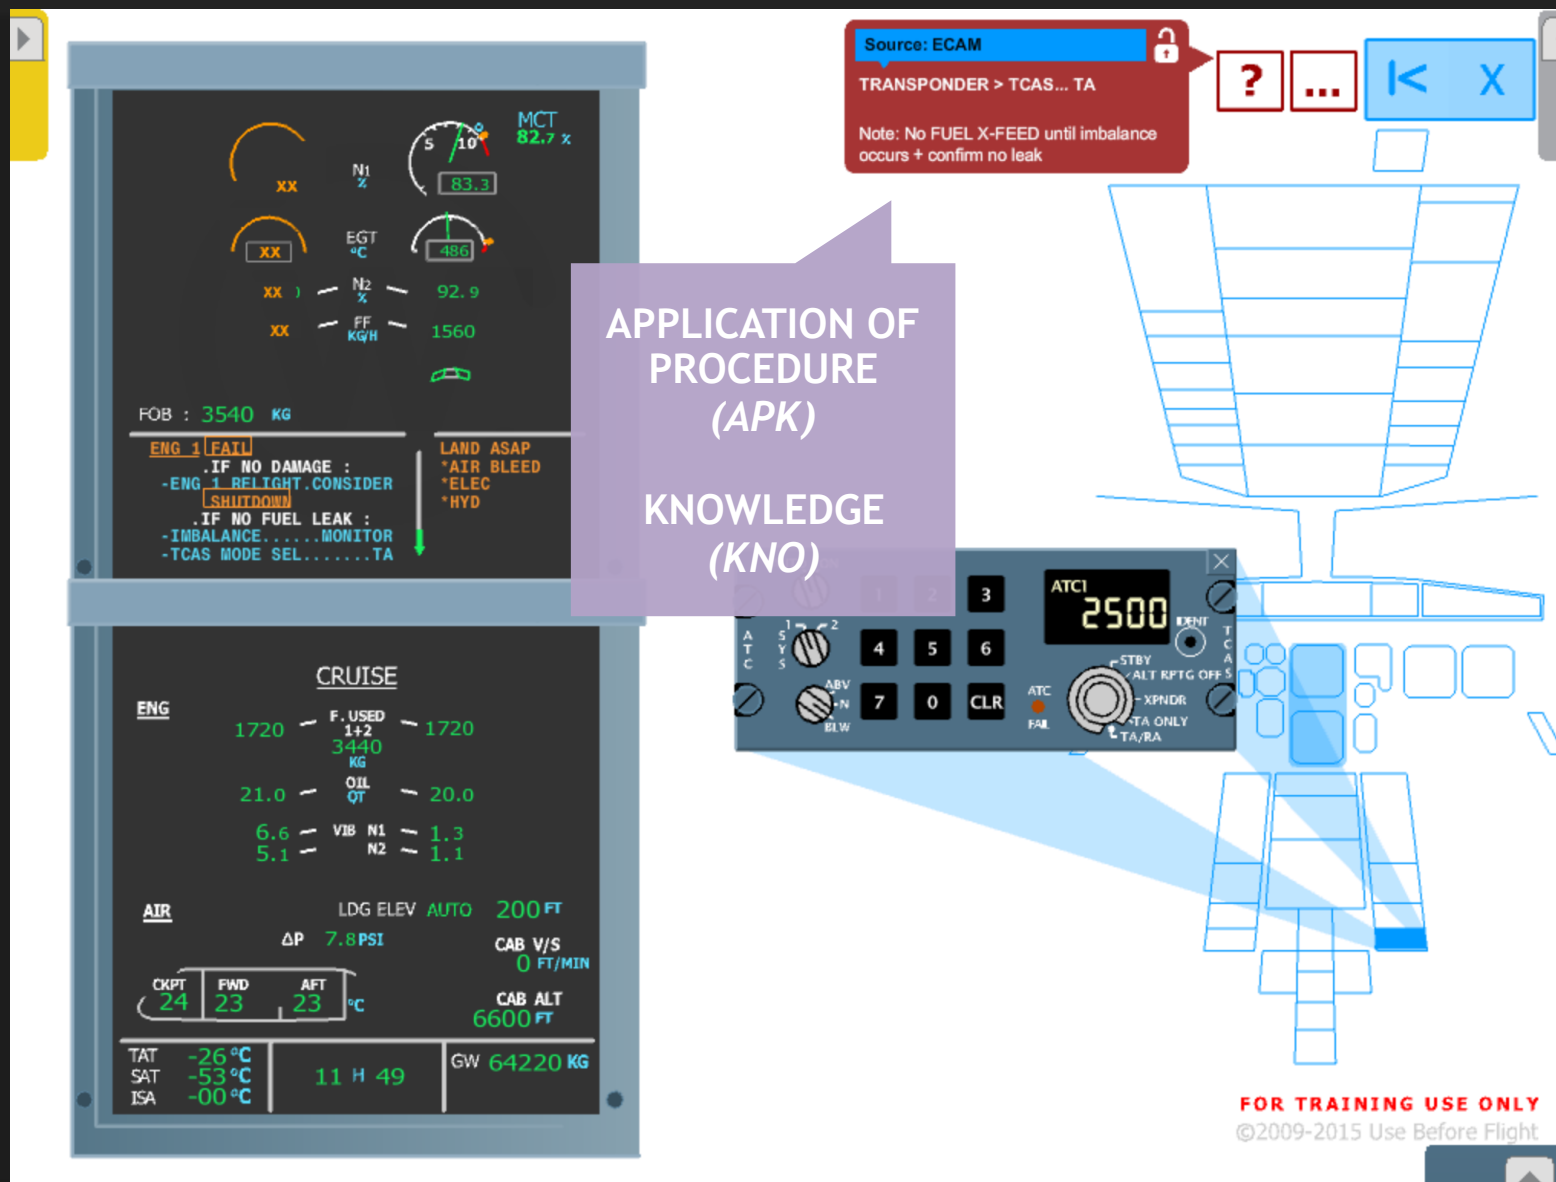 Source: ECAM
TRANSPONDER > TCAS... TA
Note: No FUEL X-FEED until imbalance
occurs + confirm no leak
?
...
X
MCT
82.7 %
5
10
XX
N1
%
83.3
XX
EGT
°C
486
XX
N2
%
92.9
XX
FF
KG/H
1560
FOB : 3540 KG
ENG 1 FAIL
.IF NO DAMAGE :
-ENG 1 RELIGHT.CONSIDER
SHUTDOWN
.IF NO FUEL LEAK :
-IMBALANCE......MONITOR
-TCAS MODE SEL.......TA
LAND ASAP
*AIR BLEED
*ELEC
*HYD
APPLICATION OF
PROCEDURE
(APK)
KNOWLEDGE
(KNO)
1 2 3
4 5 6
7 0 CLR
ATC1
2500
IDENT
ATC
SYS
1 2
TCAS
ABV
N
BLW
ATC
FAIL
STBY
ALT RPTG OFF
XPNDR
TA ONLY
TA/RA
CRUISE
ENG
1720 F.USED 1720
1+2
3440
KG
21.0 OIL 20.0
QT
6.6 VIB N1 1.3
5.1 N2 1.1
AIR
LDG ELEV AUTO 200 FT
ΔP 7.8 PSI
CAB V/S
0 FT/MIN
CKPT FWD AFT
24 23 23 °C
CAB ALT
6600 FT
TAT -26 °C
SAT -53 °C
ISA -00 °C
11 H 49
GW 64220 KG
FOR TRAINING USE ONLY
©2009-2015 Use Before Flight